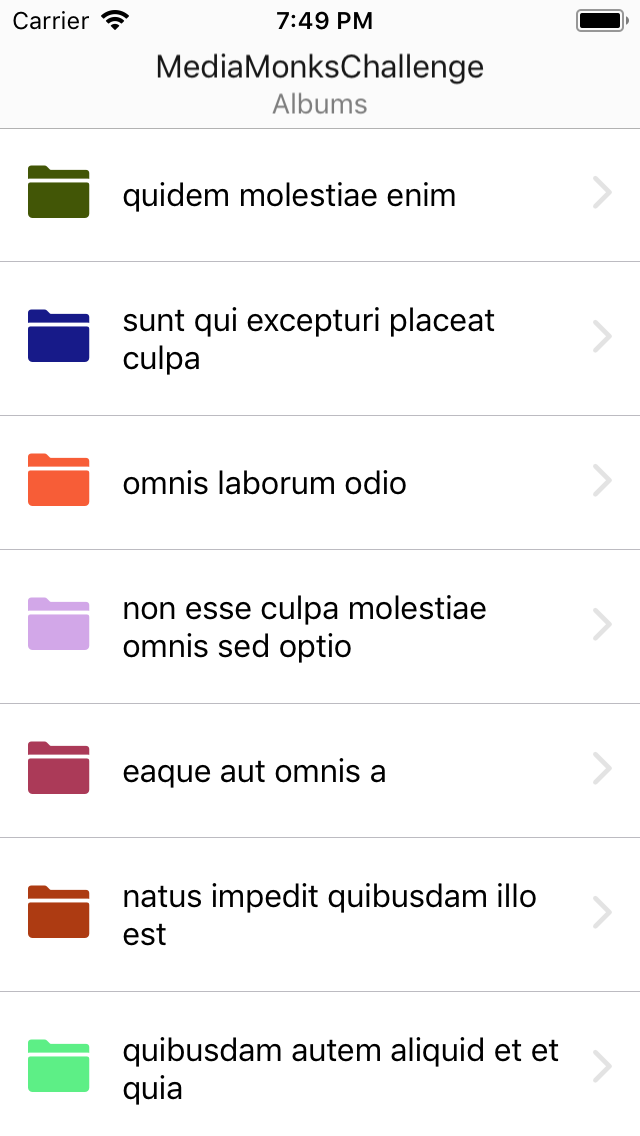 Carrier 7:49 PM
MediaMonksChallenge
Albums
quidem molestiae enim
sunt qui excepturi placeat
culpa
omnis laborum odio
non esse culpa molestiae
omnis sed optio
eaque aut omnis a
natus impedit quibusdam illo
est
quibusdam autem aliquid et et
quia